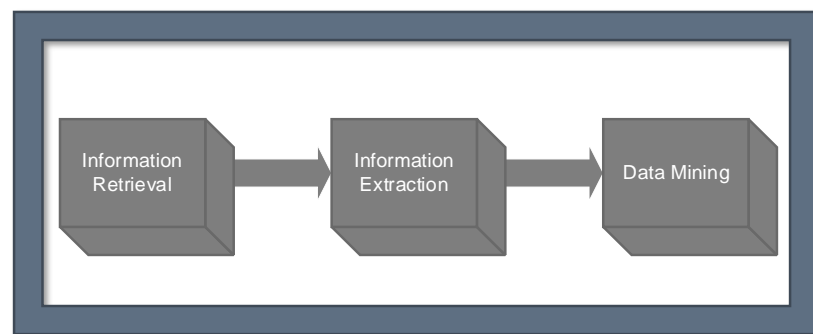 Information
Retrieval
Information
Extraction
Data Mining